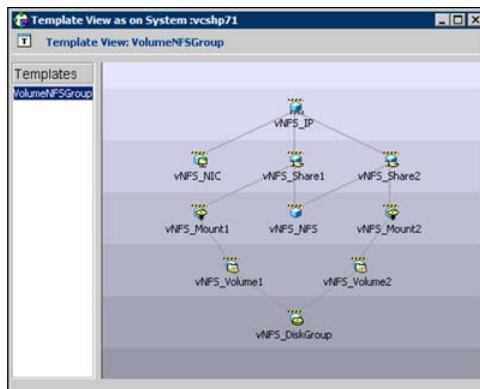 Template View as on System :vcshp71
T Template View: VolumeNFSGroup
Templates
VolumeNFSGroup
vNFS_IP
vNFS_NIC vNFS_Share1 vNFS_Share2
vNFS_Mount1 vNFS_NFS vNFS_Mount2
vNFS_Volume1 vNFS_Volume2
vNFS_DiskGroup